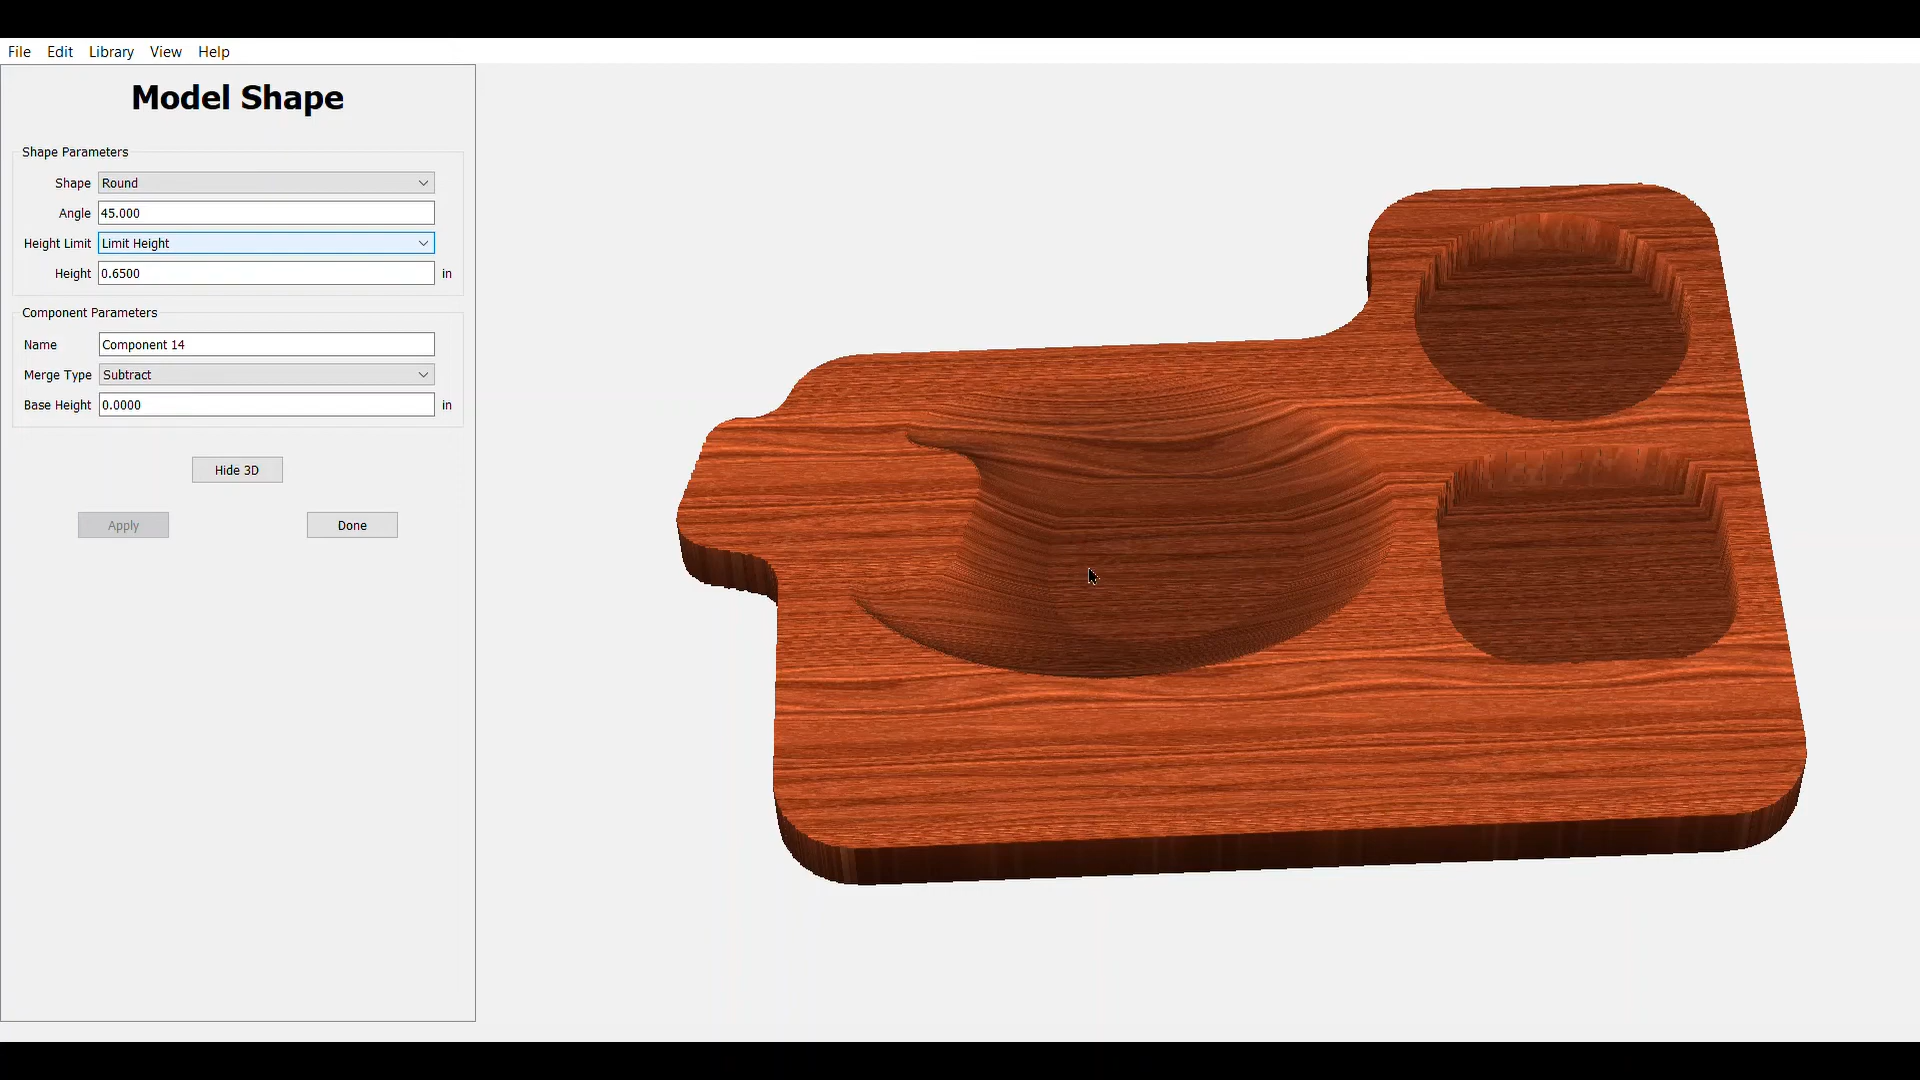 File Edit Library View Help
Model Shape
Shape Parameters
Shape Round
Angle 45.000
Height Limit Limit Height
Height 0.6500 in
Component Parameters
Name Component 14
Merge Type Subtract
Base Height 0.0000 in
Hide 3D
Apply Done